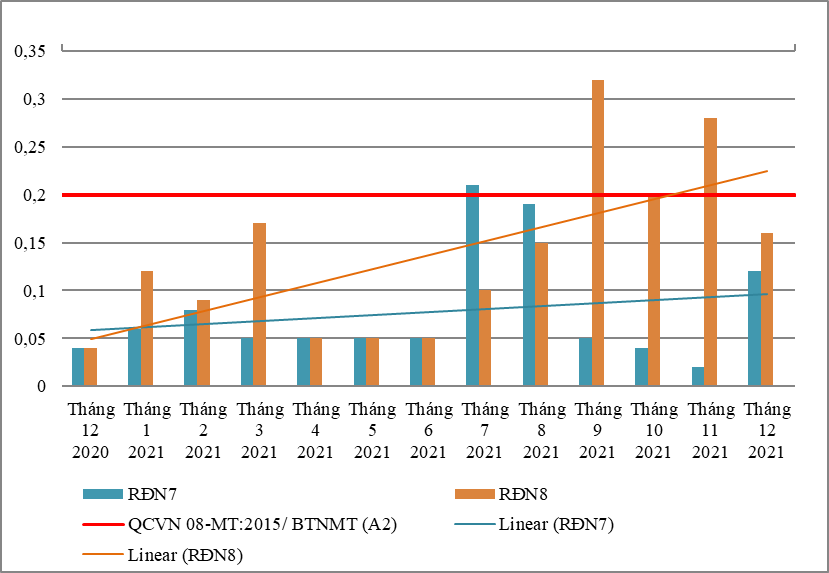 0,35
0,3
0,25
0,2
0,15
0,1
0,05
0
Tháng 12 2020
Tháng 1 2021
Tháng 2 2021
Tháng 3 2021
Tháng 4 2021
Tháng 5 2021
Tháng 6 2021
Tháng 7 2021
Tháng 8 2021
Tháng 9 2021
Tháng 10 2021
Tháng 11 2021
Tháng 12 2021
RĐN7
RĐN8
QCVN 08-MT:2015/ BTNMT (A2)
Linear (RĐN7)
Linear (RĐN8)